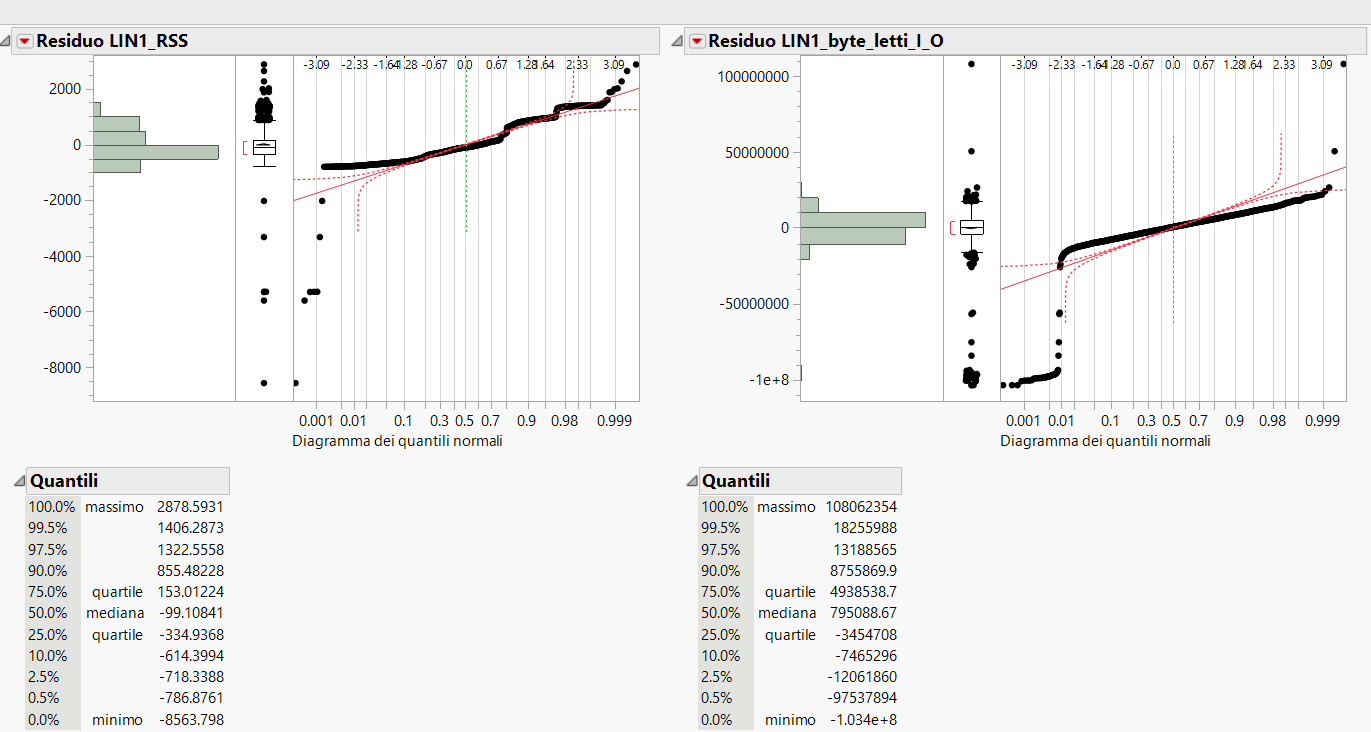 Residuo LIN1_RSS
-3.09 -2.33 -1.64 -1.28 -0.67 0.0 0.67 1.28 1.64 2.33 3.09
2000
0
-2000
-4000
-6000
-8000
0.001 0.01 0.1 0.3 0.5 0.7 0.9 0.98 0.999
Diagramma dei quantili normali
Quantili
100.0% massimo 2878.5931
99.5% 1406.2873
97.5% 1322.5558
90.0% 855.48228
75.0% quartile 153.01224
50.0% mediana -99.10841
25.0% quartile -334.9368
10.0% -614.3994
2.5% -718.3388
0.5% -786.8761
0.0% minimo -8563.798
Residuo LIN1_byte_letti_I_O
-3.09 -2.33 -1.64 -1.28 -0.67 0.0 0.67 1.28 1.64 2.33 3.09
100000000
50000000
0
-50000000
-1e+8
0.001 0.01 0.1 0.3 0.5 0.7 0.9 0.98 0.999
Diagramma dei quantili normali
Quantili
100.0% massimo 108062354
99.5% 18255988
97.5% 13188565
90.0% 8755869.9
75.0% quartile 4938538.7
50.0% mediana 795088.67
25.0% quartile -3454708
10.0% -7465296
2.5% -12061860
0.5% -97537894
0.0% minimo -1.034e+8